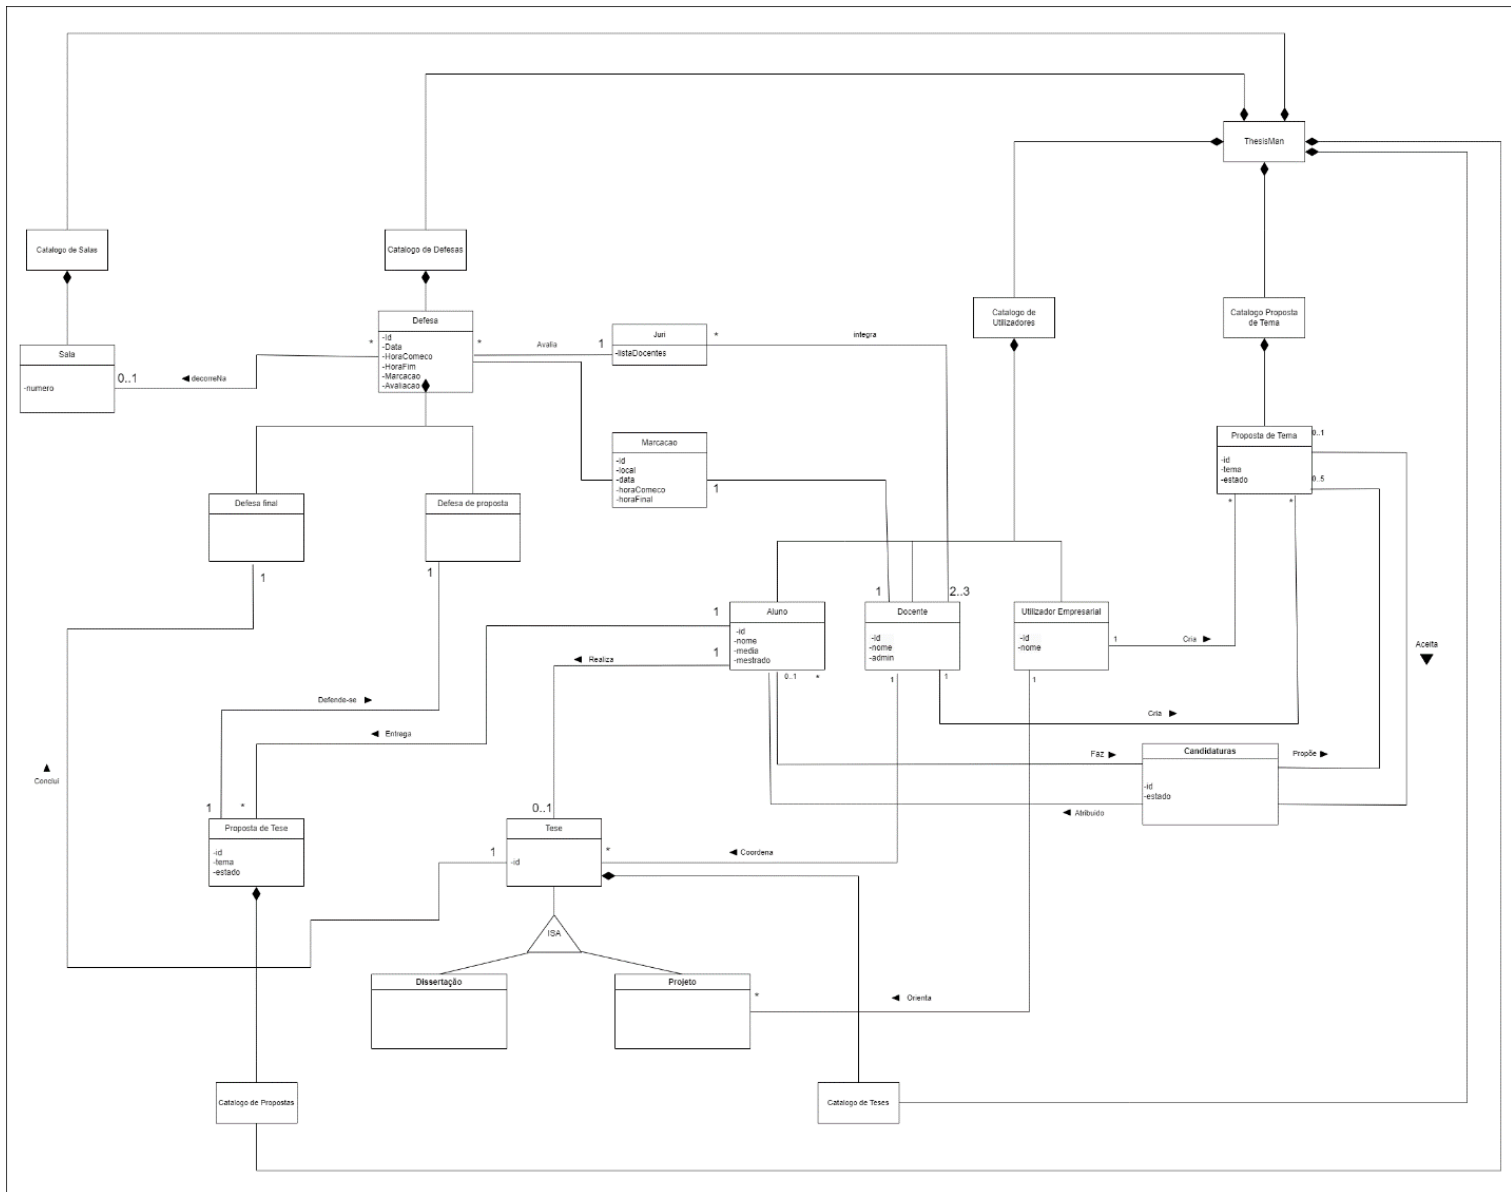 ThesisMan
Catalogo de Salas
Catalogo de Defesas
Catalogo de
Utilizadores
Catalogo Proposta
de Tema
Defesa
-Id
-Data
-HoraComeco
-HoraFim
-Marcacao
-Avaliacao
*
*
Avalia
1
Juri
-listaDocentes
*
integra
Sala
-numero
0..1
◄ decorreNa
Marcacao
-id
-local
-data
-horaComeco
-horaFinal
1
Proposta de Tema
-id
-tema
-estado
0..1
0..5
*
*
Defesa final
1
Defesa de proposta
1
1
Aluno
-id
-nome
-media
-mestrado
1
1
0..1
*
2..3
Docente
-id
-nome
-admin
1
1
Utilizador Empresarial
-id
-nome
1
1
Cria ►
Aceita
▼
◄ Realiza
Defende-se ►
Cria ►
◄ Entrega
Candidaturas
-id
-estado
Faz ►
Propõe ►
◄ Atribuido
▲
Conclui
1
*
Proposta de Tese
-id
-tema
-estado
0..1
Tese
-id
1
*
◄ Coordena
ISA
Dissertação
Projeto
*
◄ Orienta
Catalogo de Propostas
Catalogo de Teses